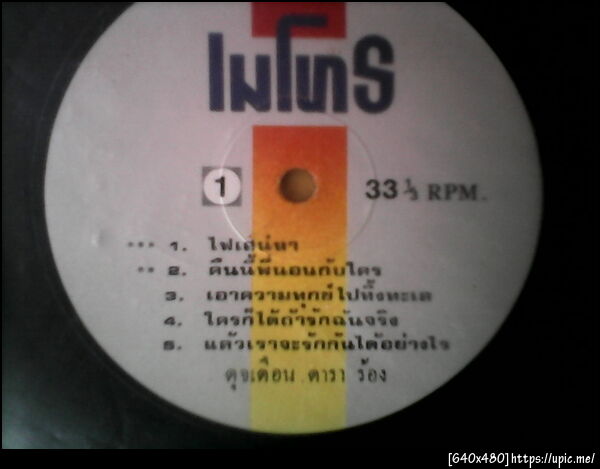 ไมโทร
1
33 1/3 RPM.
*** 1. ไฟเสน่หา
** 2. คืนนี้พี่นอนกับใคร
3. เอาความทุกข์ไปทิ้งทะเล
4. ใครก็ได้ถ้ารักฉันจริง
5. แล้วเราจะรักกันได้อย่างไร
ดุจเดือน ดารา ร้อง
[640x480]https://upic.me/